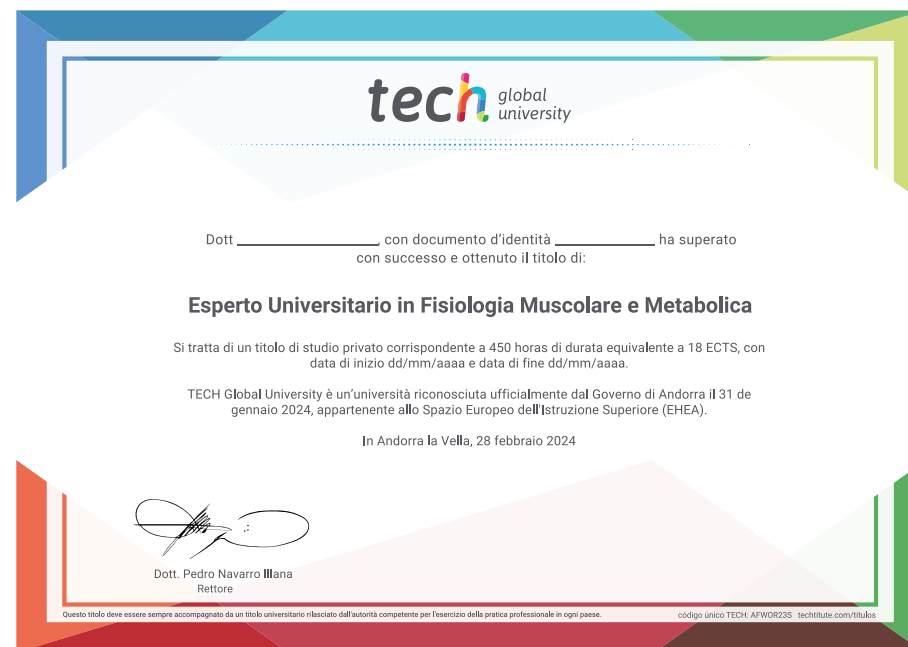 tech global university
Dott ____________________, con documento d'identità ______________ ha superato
con successo e ottenuto il titolo di:
Esperto Universitario in Fisiologia Muscolare e Metabolica
Si tratta di un titolo di studio privato corrispondente a 450 horas di durata equivalente a 18 ECTS, con
data di inizio dd/mm/aaaa e data di fine dd/mm/aaaa.
TECH Global University è un'università riconosciuta ufficialmente dal Governo di Andorra il 31 de
gennaio 2024, appartenente allo Spazio Europeo dell'Istruzione Superiore (EHEA).
In Andorra la Vella, 28 febbraio 2024
Dott. Pedro Navarro Illana
Rettore
Questo titolo deve essere sempre accompagnato da un titolo universitario rilasciato dall'autorità competente per l'esercizio della pratica professionale in ogni paese.
código único TECH: AFWOR23S techtitute.com/titulos